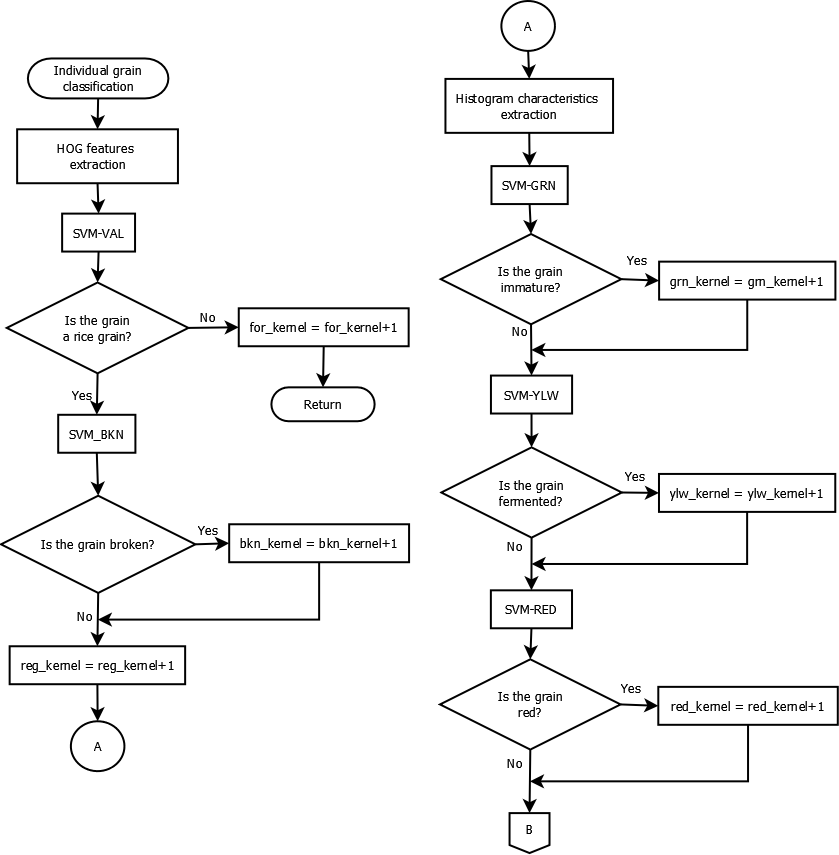 Individual grain
classification
HOG features
extraction
SVM-VAL
Is the grain
a rice grain?
No
for_kernel = for_kernel+1
Return
Yes
SVM_BKN
Is the grain broken?
Yes
bkn_kernel = bkn_kernel+1
No
reg_kernel = reg_kernel+1
A
A
Histogram characteristics
extraction
SVM-GRN
Is the grain
immature?
Yes
grn_kernel = grn_kernel+1
No
SVM-YLW
Is the grain
fermented?
Yes
ylw_kernel = ylw_kernel+1
No
SVM-RED
Is the grain
red?
Yes
red_kernel = red_kernel+1
No
B